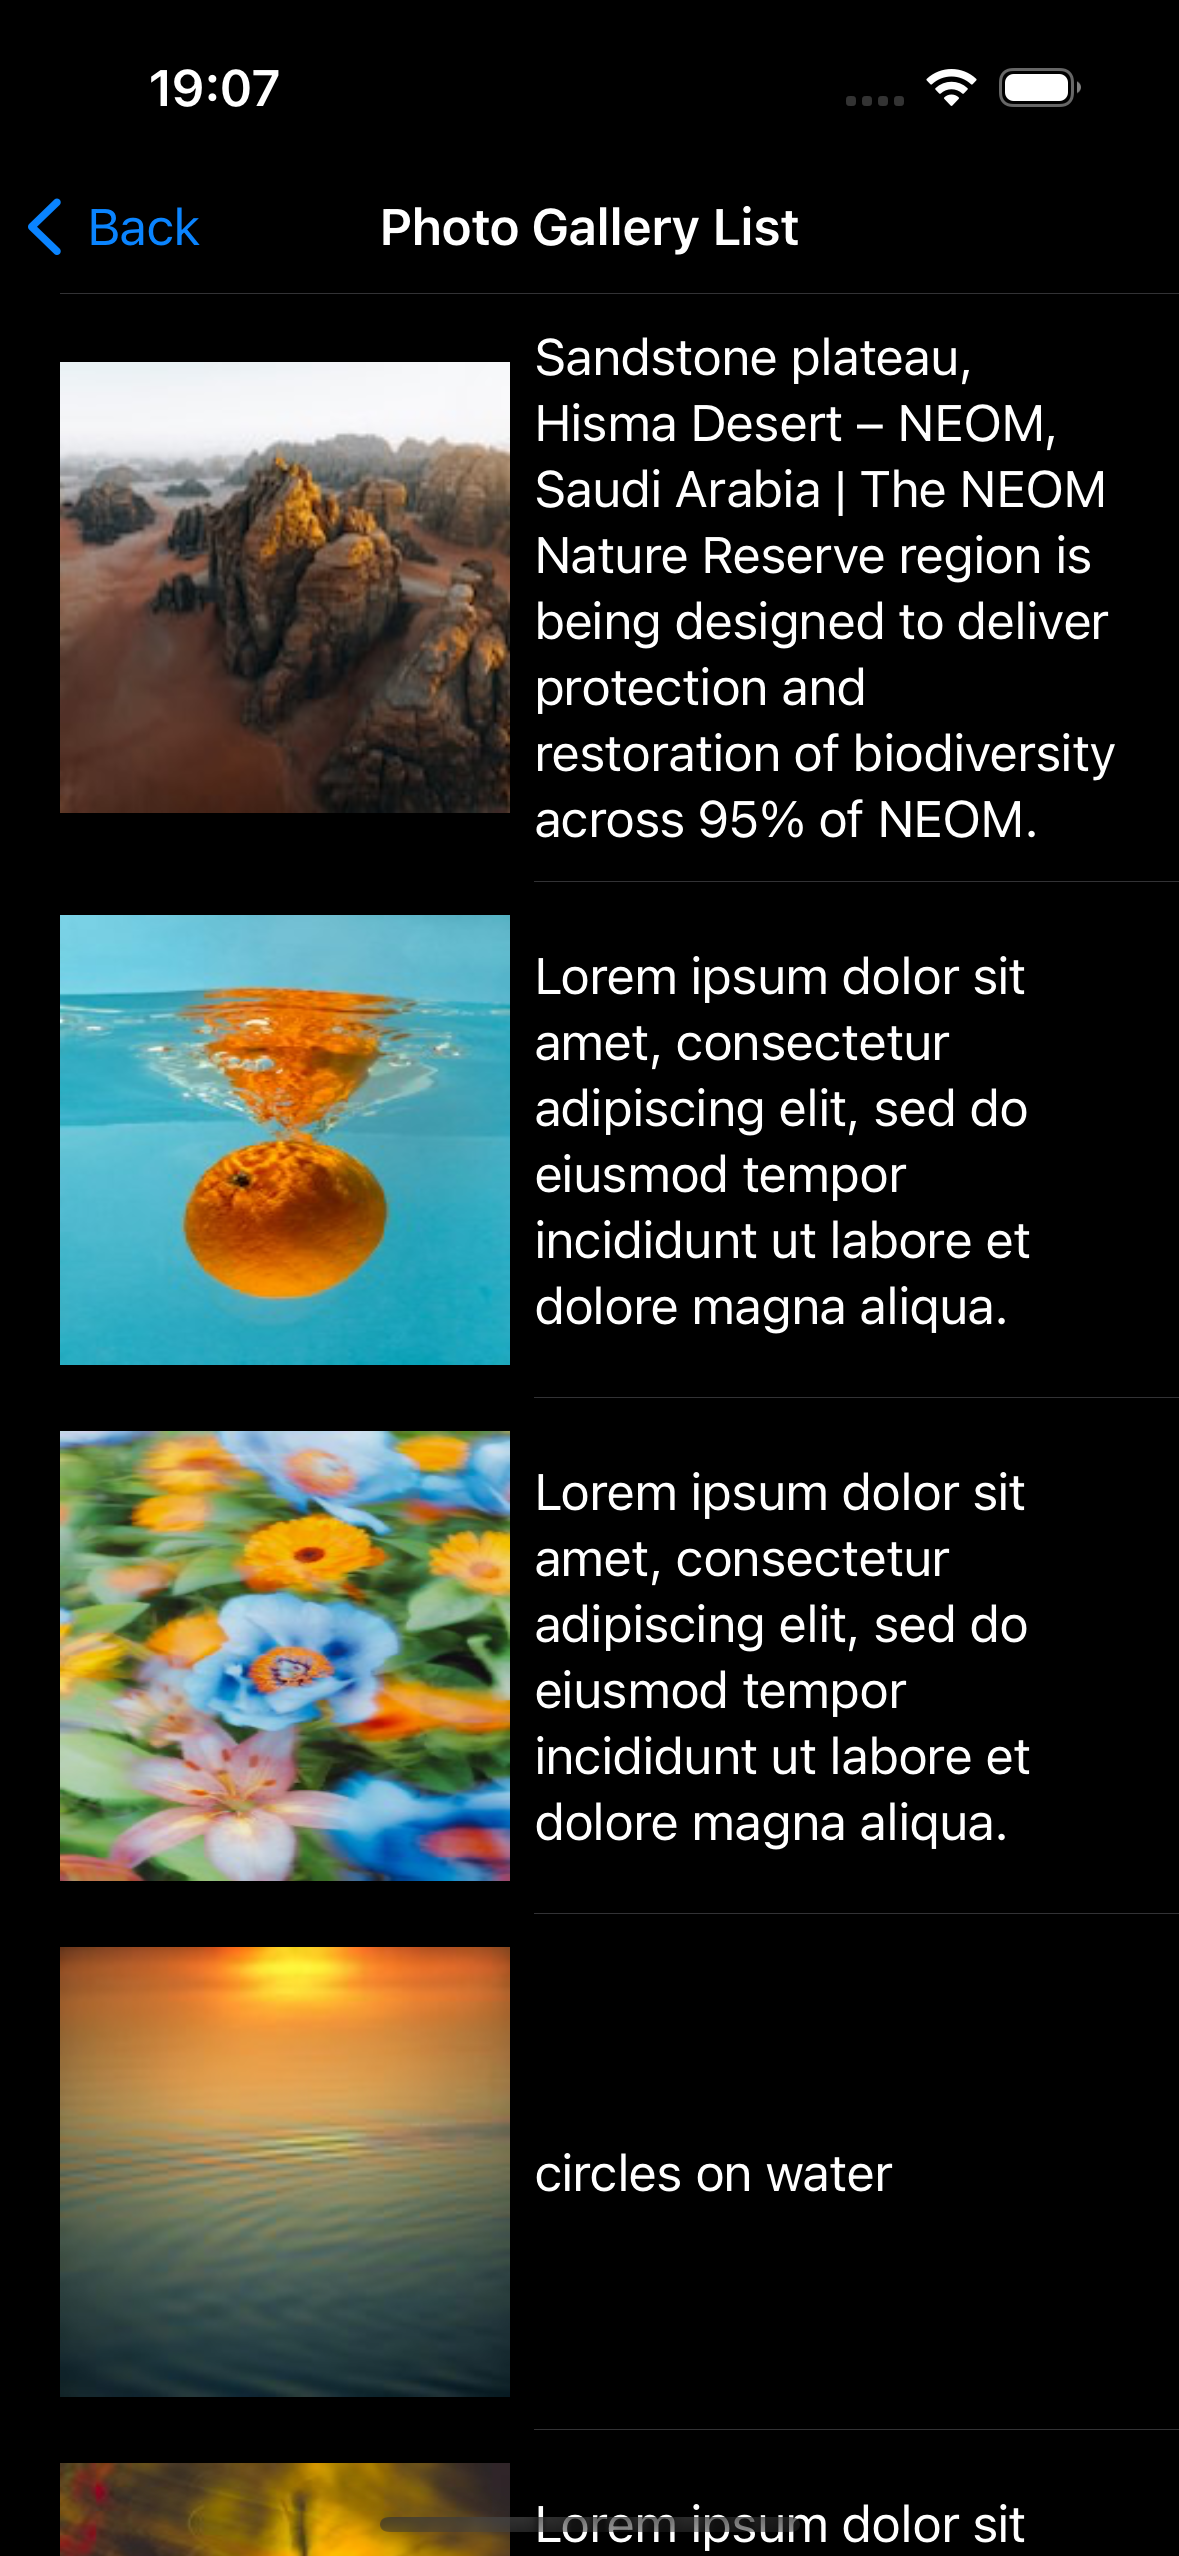 19:07
Back
Photo Gallery List
Sandstone plateau,
Hisma Desert – NEOM,
Saudi Arabia | The NEOM
Nature Reserve region is
being designed to deliver
protection and
restoration of biodiversity
across 95% of NEOM.
Lorem ipsum dolor sit
amet, consectetur
adipiscing elit, sed do
eiusmod tempor
incididunt ut labore et
dolore magna aliqua.
Lorem ipsum dolor sit
amet, consectetur
adipiscing elit, sed do
eiusmod tempor
incididunt ut labore et
dolore magna aliqua.
circles on water
Lorem ipsum dolor sit